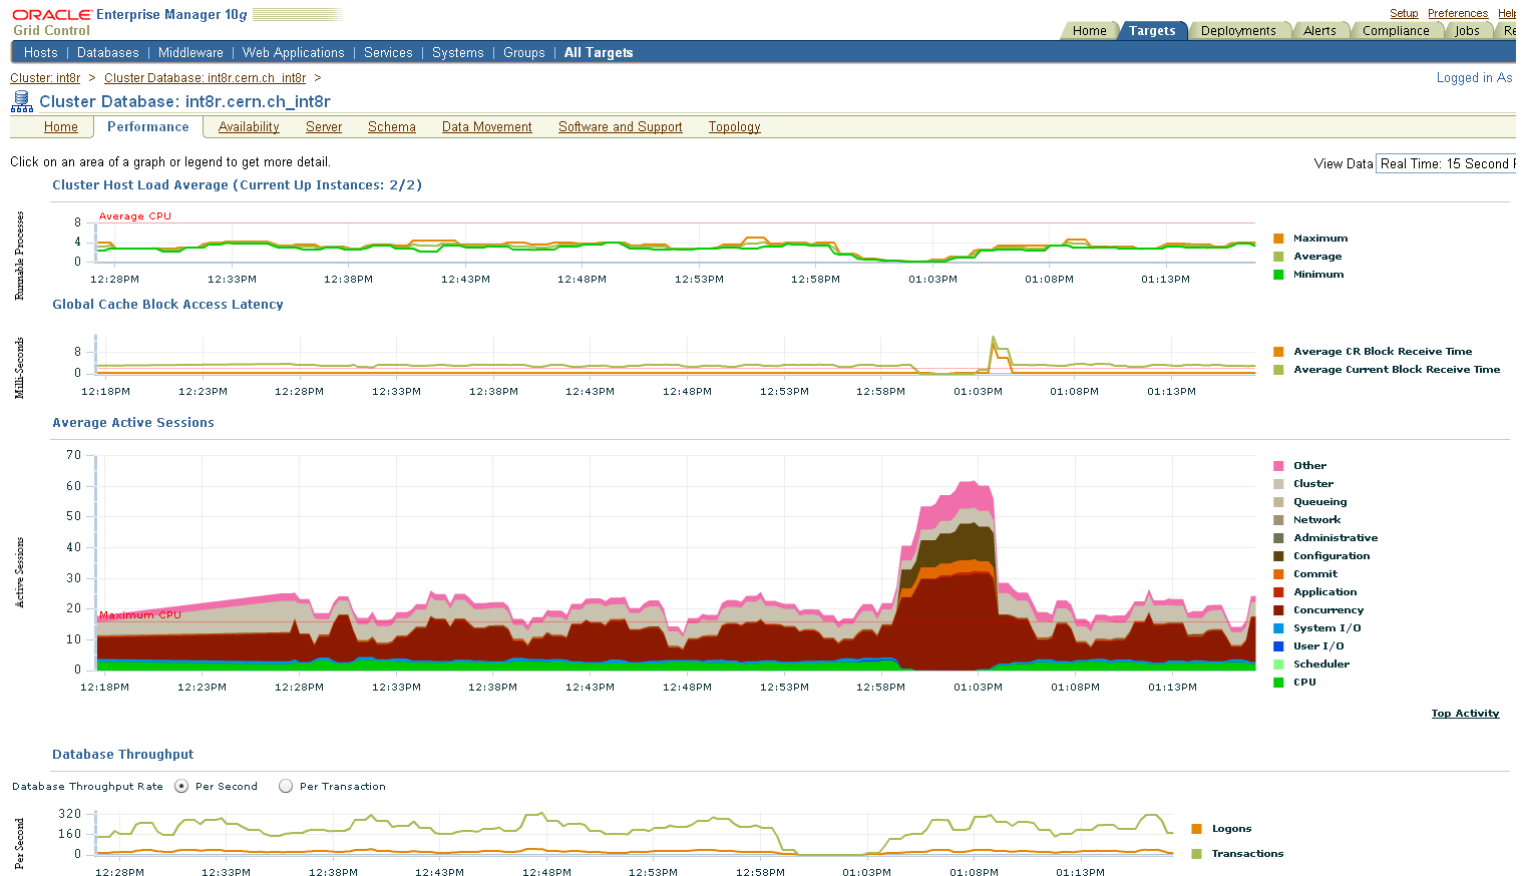 ORACLE Enterprise Manager 10g
Grid Control
Setup Preferences Help
Home Targets Deployments Alerts Compliance Jobs Re
Hosts | Databases | Middleware | Web Applications | Services | Systems | Groups | All Targets
Cluster: int8r > Cluster Database: int8r.cern.ch_int8r >
Logged in As
Cluster Database: int8r.cern.ch_int8r
Home Performance Availability Server Schema Data Movement Software and Support Topology
Click on an area of a graph or legend to get more detail.
View Data Real Time: 15 Second R
Cluster Host Load Average (Current Up Instances: 2/2)
Runnable Processes
Average CPU
8
4
0
12:28PM 12:33PM 12:38PM 12:43PM 12:48PM 12:53PM 12:58PM 01:03PM 01:08PM 01:13PM
Maximum
Average
Minimum
Global Cache Block Access Latency
Milli-Seconds
8
0
12:18PM 12:23PM 12:28PM 12:33PM 12:38PM 12:43PM 12:48PM 12:53PM 12:58PM 01:03PM 01:08PM 01:13PM
Average CR Block Receive Time
Average Current Block Receive Time
Average Active Sessions
Active Sessions
70
60
50
40
30
20
10
0
Maximum CPU
12:18PM 12:23PM 12:28PM 12:33PM 12:38PM 12:43PM 12:48PM 12:53PM 12:58PM 01:03PM 01:08PM 01:13PM
Other
Cluster
Queueing
Network
Administrative
Configuration
Commit
Application
Concurrency
System I/O
User I/O
Scheduler
CPU
Top Activity
Database Throughput
Database Throughput Rate Per Second Per Transaction
Per Second
320
160
0
12:28PM 12:33PM 12:38PM 12:43PM 12:48PM 12:53PM 12:58PM 01:03PM 01:08PM 01:13PM
Logons
Transactions